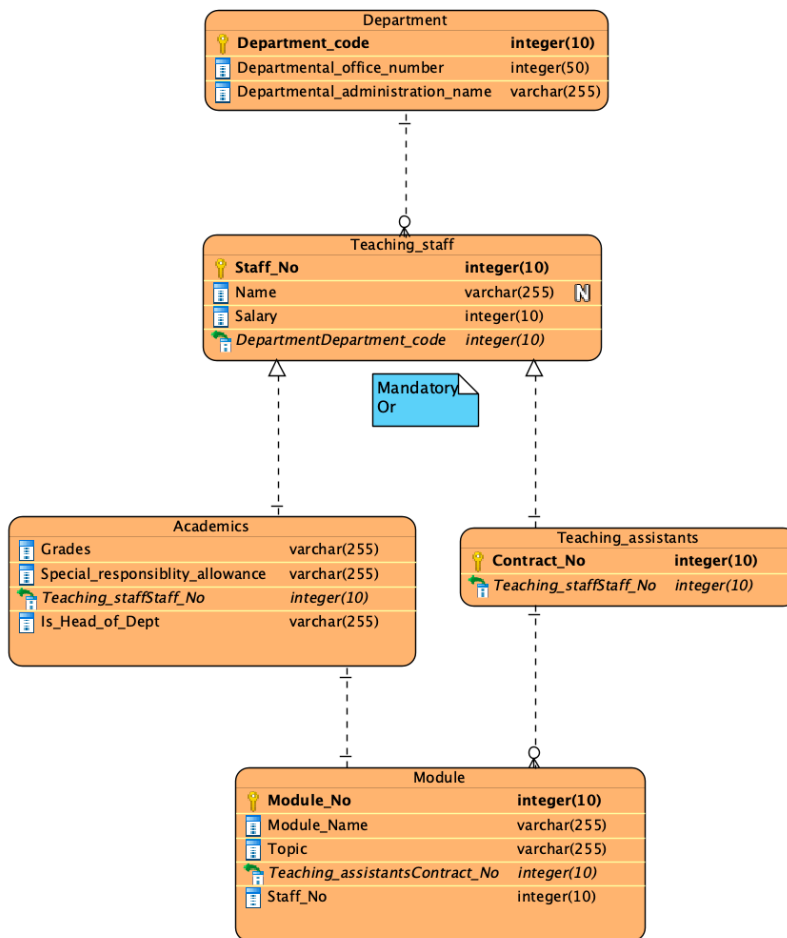 Department
Department_code integer(10)
Departmental_office_number integer(50)
Departmental_administration_name varchar(255)
Teaching_staff
Staff_No integer(10)
Name varchar(255) N
Salary integer(10)
DepartmentDepartment_code integer(10)
Mandatory
Or
Academics
Grades varchar(255)
Special_responsiblity_allowance varchar(255)
Teaching_staffStaff_No integer(10)
Is_Head_of_Dept varchar(255)
Teaching_assistants
Contract_No integer(10)
Teaching_staffStaff_No integer(10)
Module
Module_No integer(10)
Module_Name varchar(255)
Topic varchar(255)
Teaching_assistantsContract_No integer(10)
Staff_No integer(10)